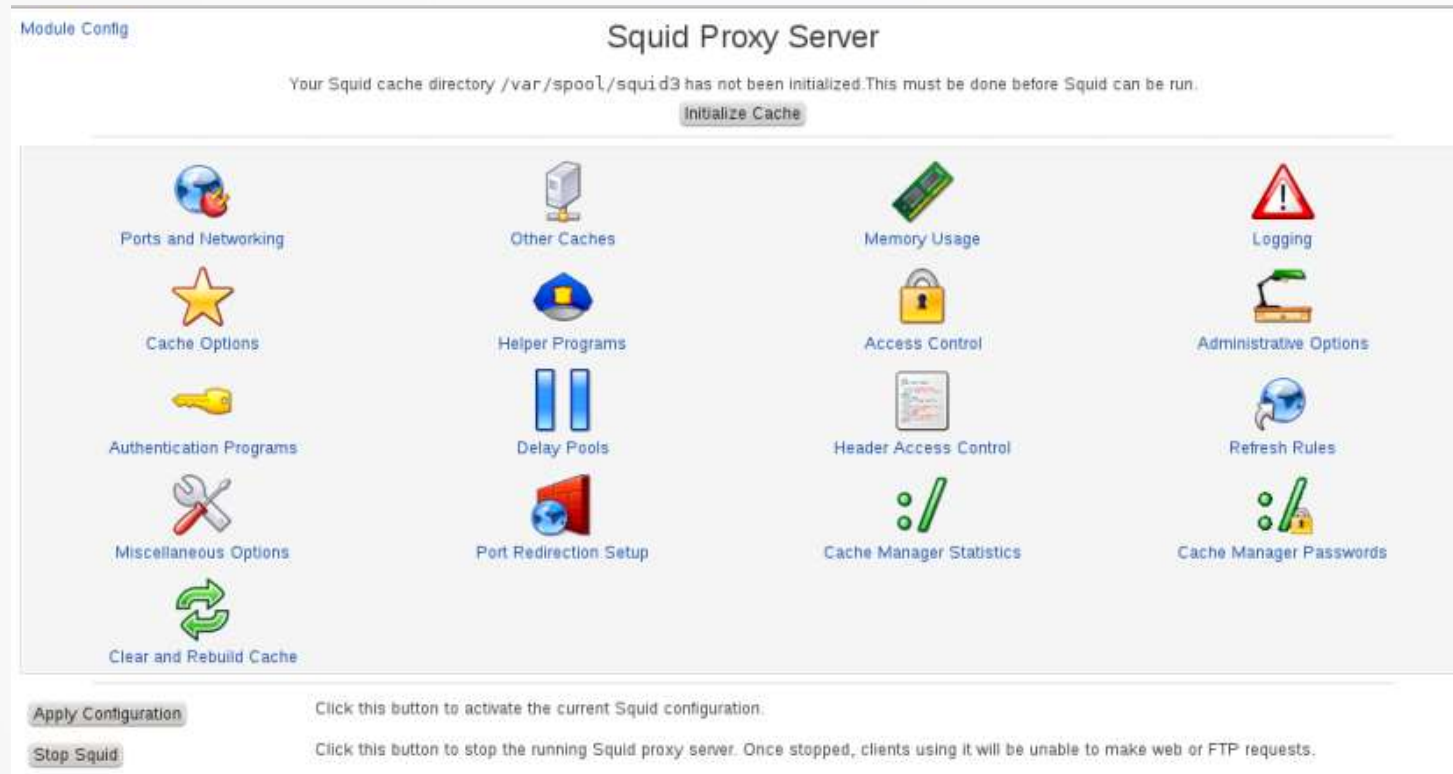 Module Config
Squid Proxy Server
Your Squid cache directory /var/spool/squid3 has not been initialized.This must be done before Squid can be run.
Initialize Cache
Ports and Networking
Other Caches
Memory Usage
Logging
Cache Options
Helper Programs
Access Control
Administrative Options
Authentication Programs
Delay Pools
Header Access Control
Refresh Rules
Miscellaneous Options
Port Redirection Setup
Cache Manager Statistics
Cache Manager Passwords
Clear and Rebuild Cache
Apply Configuration
Click this button to activate the current Squid configuration.
Stop Squid
Click this button to stop the running Squid proxy server. Once stopped, clients using it will be unable to make web or FTP requests.